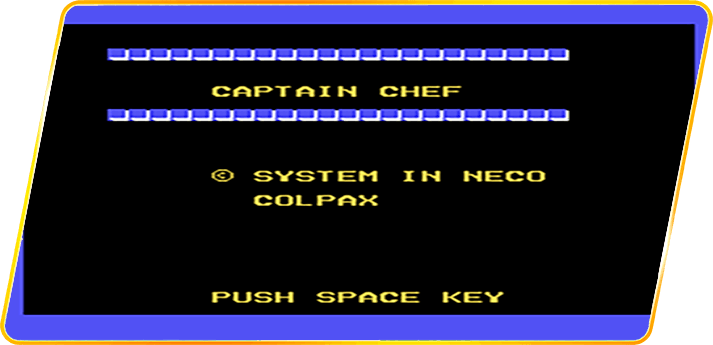 CAPTAIN CHEF
© SYSTEM IN NECO
COLPAX
PUSH SPACE KEY